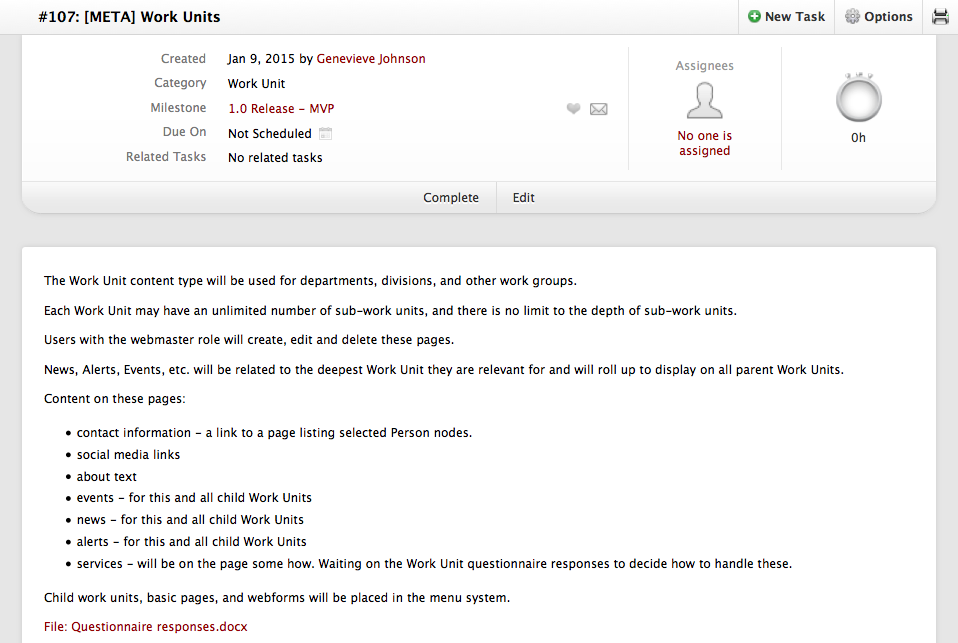 #107: [META] Work Units
New Task
Options
Created Jan 9, 2015 by Genevieve Johnson
Category Work Unit
Milestone 1.0 Release – MVP
Due On Not Scheduled
Related Tasks No related tasks
Assignees
No one is
assigned
0h
Complete
Edit
The Work Unit content type will be used for departments, divisions, and other work groups.
Each Work Unit may have an unlimited number of sub-work units, and there is no limit to the depth of sub-work units.
Users with the webmaster role will create, edit and delete these pages.
News, Alerts, Events, etc. will be related to the deepest Work Unit they are relevant for and will roll up to display on all parent Work Units.
Content on these pages:
• contact information – a link to a page listing selected Person nodes.
• social media links
• about text
• events – for this and all child Work Units
• news – for this and all child Work Units
• alerts – for this and all child Work Units
• services – will be on the page some how. Waiting on the Work Unit questionnaire responses to decide how to handle these.
Child work units, basic pages, and webforms will be placed in the menu system.
File: Questionnaire responses.docx